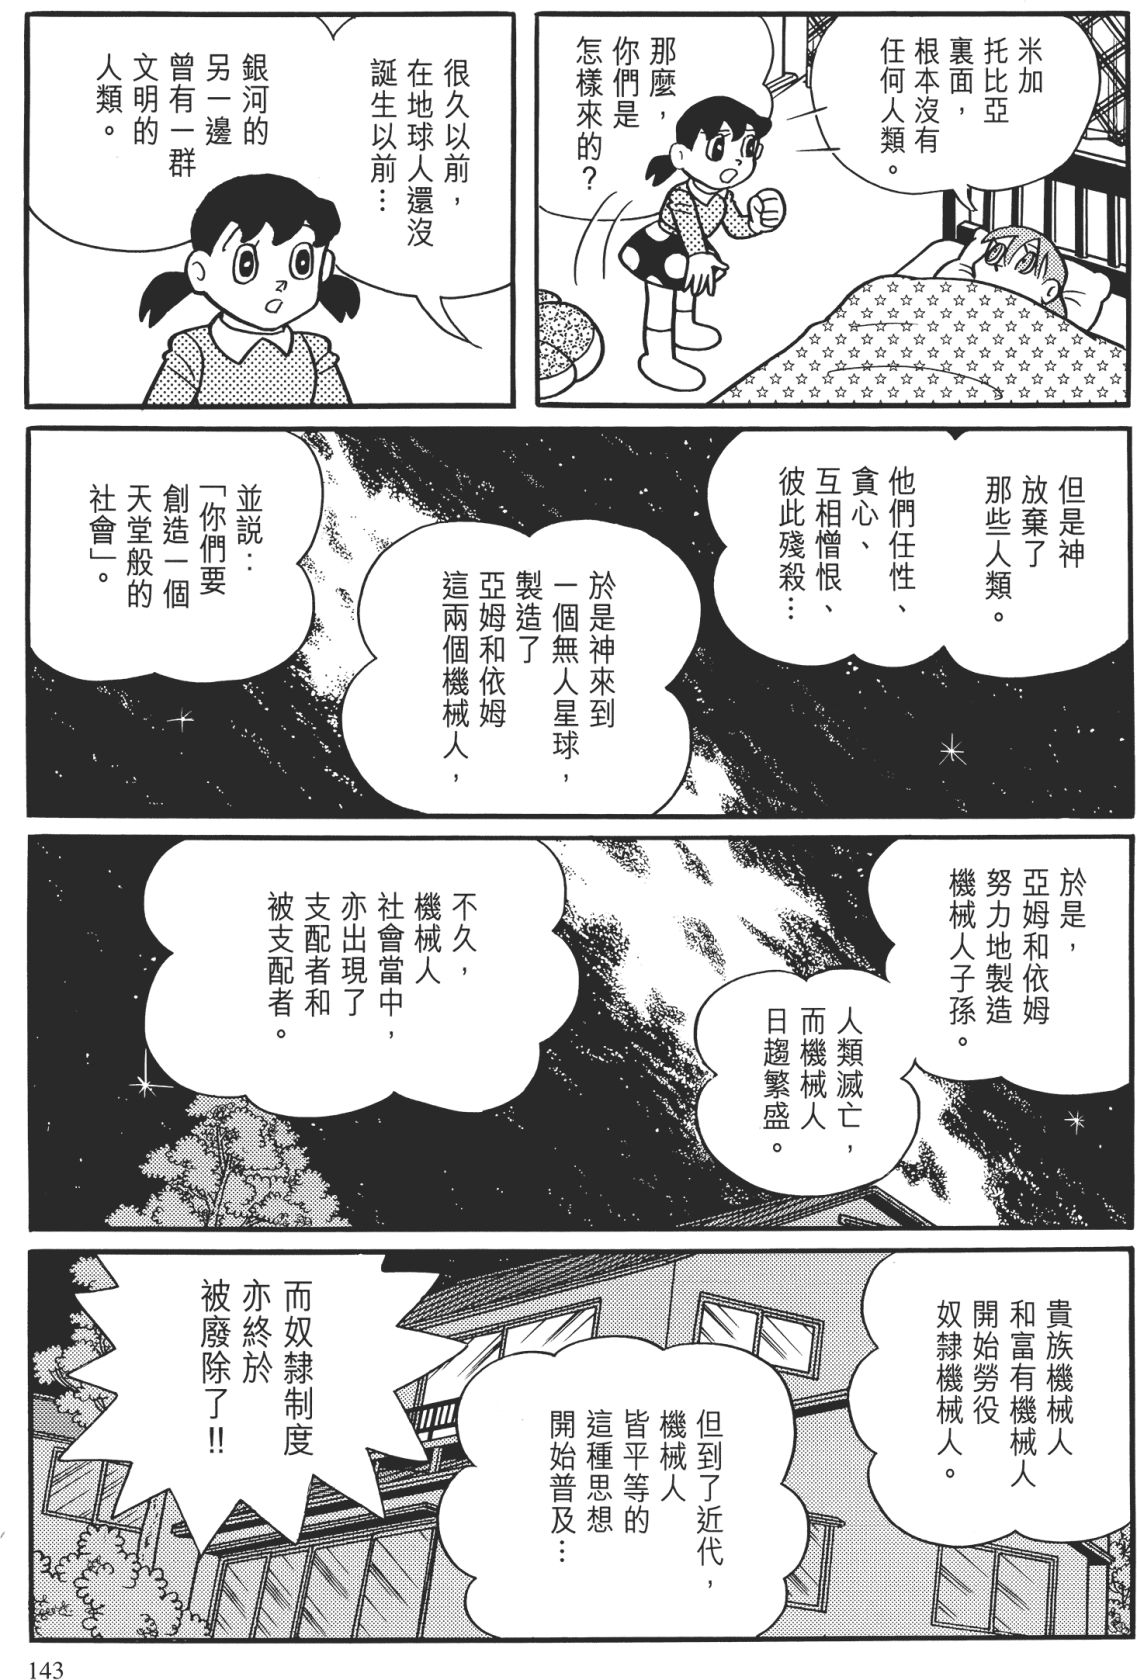 米加
托比亞
裏面，
根本沒有
任何人類。
那麼，
你們是
怎樣來的？
很久以前，
在地球人還沒
誕生以前…
銀河的
另一邊
曾有一群
文明的
人類。
但是神
放棄了
那些人類。
他們任性、
貪心、
互相憎恨、
彼此殘殺…
於是神來到
一個無人星球，
製造了
亞姆和依姆
這兩個機械人，
並説：
「你們要
創造一個
天堂般的
社會」。
於是，
亞姆和依姆
努力地製造
機械人子孫。
人類滅亡，
而機械人
日趨繁盛。
不久，
機械人
社會當中，
亦出現了
支配者和
被支配者。
貴族機械人
和富有機械人
開始勞役
奴隸機械人。
但到了近代，
機械人
皆平等的
這種思想
開始普及…
而奴隸制度
亦終於
被廢除了!!
143